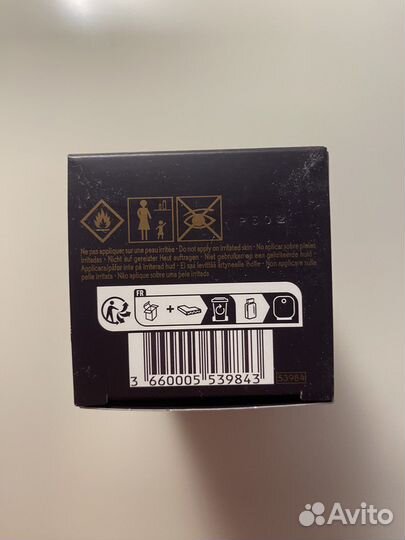 P302
Ne pas appliquer sur une peau irritée • Do not apply on irritated skin • No aplicar sobre pieles
irritadas • Nicht auf gereizter Haut auftragen • Niet gebruiken op een geïrriteerde huid •
Applicera/påfør inte på irriterad hud • Ei saa levittää ärtyneelle iholle • Non applicare sulla
pelle irritata • Não aplique sobre uma pele irritada
FR
3 660005 539843
53984
Avito